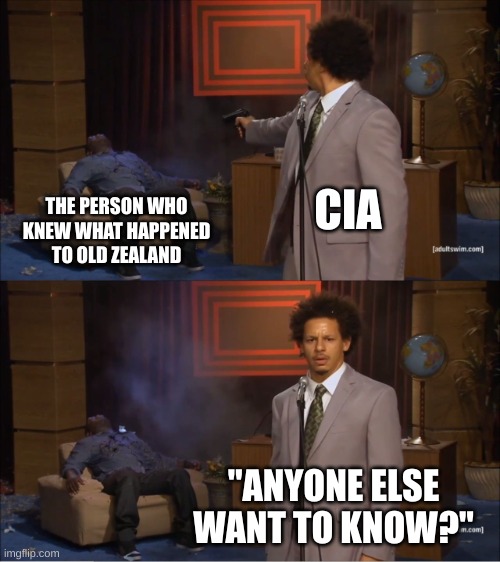 THE PERSON WHO
KNEW WHAT HAPPENED
TO OLD ZEALAND
CIA
[adultswim.com]
"ANYONE ELSE
WANT TO KNOW?"
m.com]
imgflip.com